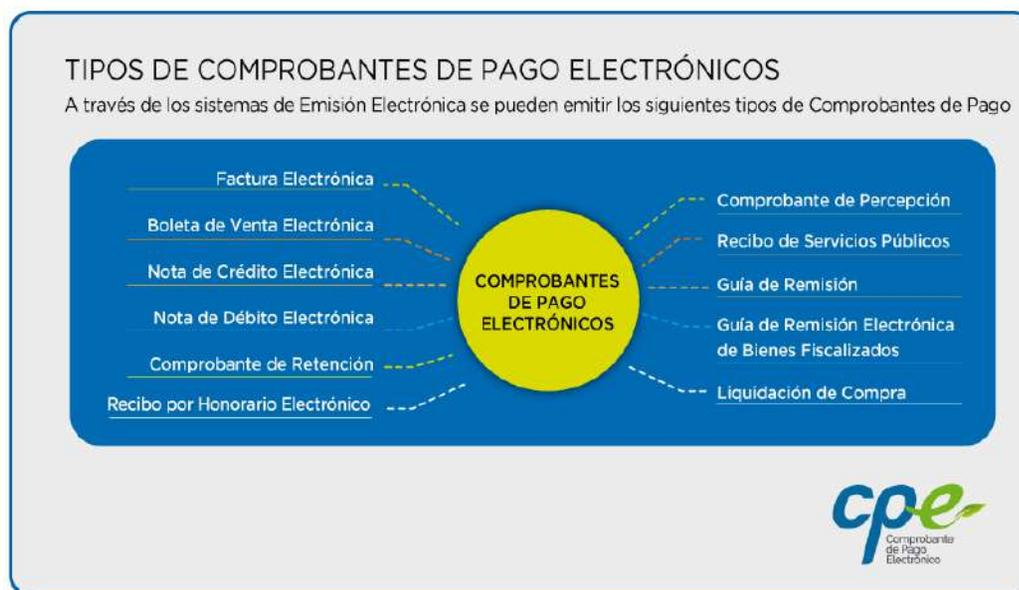 TIPOS DE COMPROBANTES DE PAGO ELECTRÓNICOS
A través de los sistemas de Emisión Electrónica se pueden emitir los siguientes tipos de Comprobantes de Pago
Factura Electrónica
Boleta de Venta Electrónica
Nota de Crédito Electrónica
Nota de Débito Electrónica
Comprobante de Retención
Recibo por Honorario Electrónico
COMPROBANTES
DE PAGO
ELECTRÓNICOS
Comprobante de Percepción
Recibo de Servicios Públicos
Guía de Remisión
Guía de Remisión Electrónica
de Bienes Fiscalizados
Liquidación de Compra
cpe
Comprobante
de Pago
Electrónico